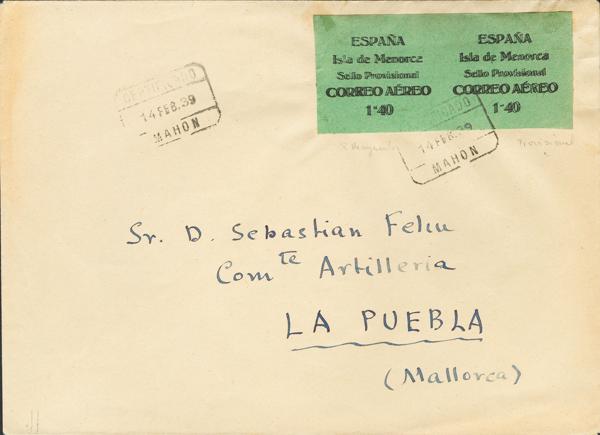 ESPAÑA
Isla de Menorca
Sello Provisional
CORREO AÉREO
1'40
ESPAÑA
Isla de Menorca
Sello Provisional
CORREO AÉREO
1'40
CERTIFICADO
14 FEB. 39
MAHON
14 FEB. 39
MAHON
Sr. D. Sebastian Feliu
Comte Artilleria
LA PUEBLA
(Mallorca)